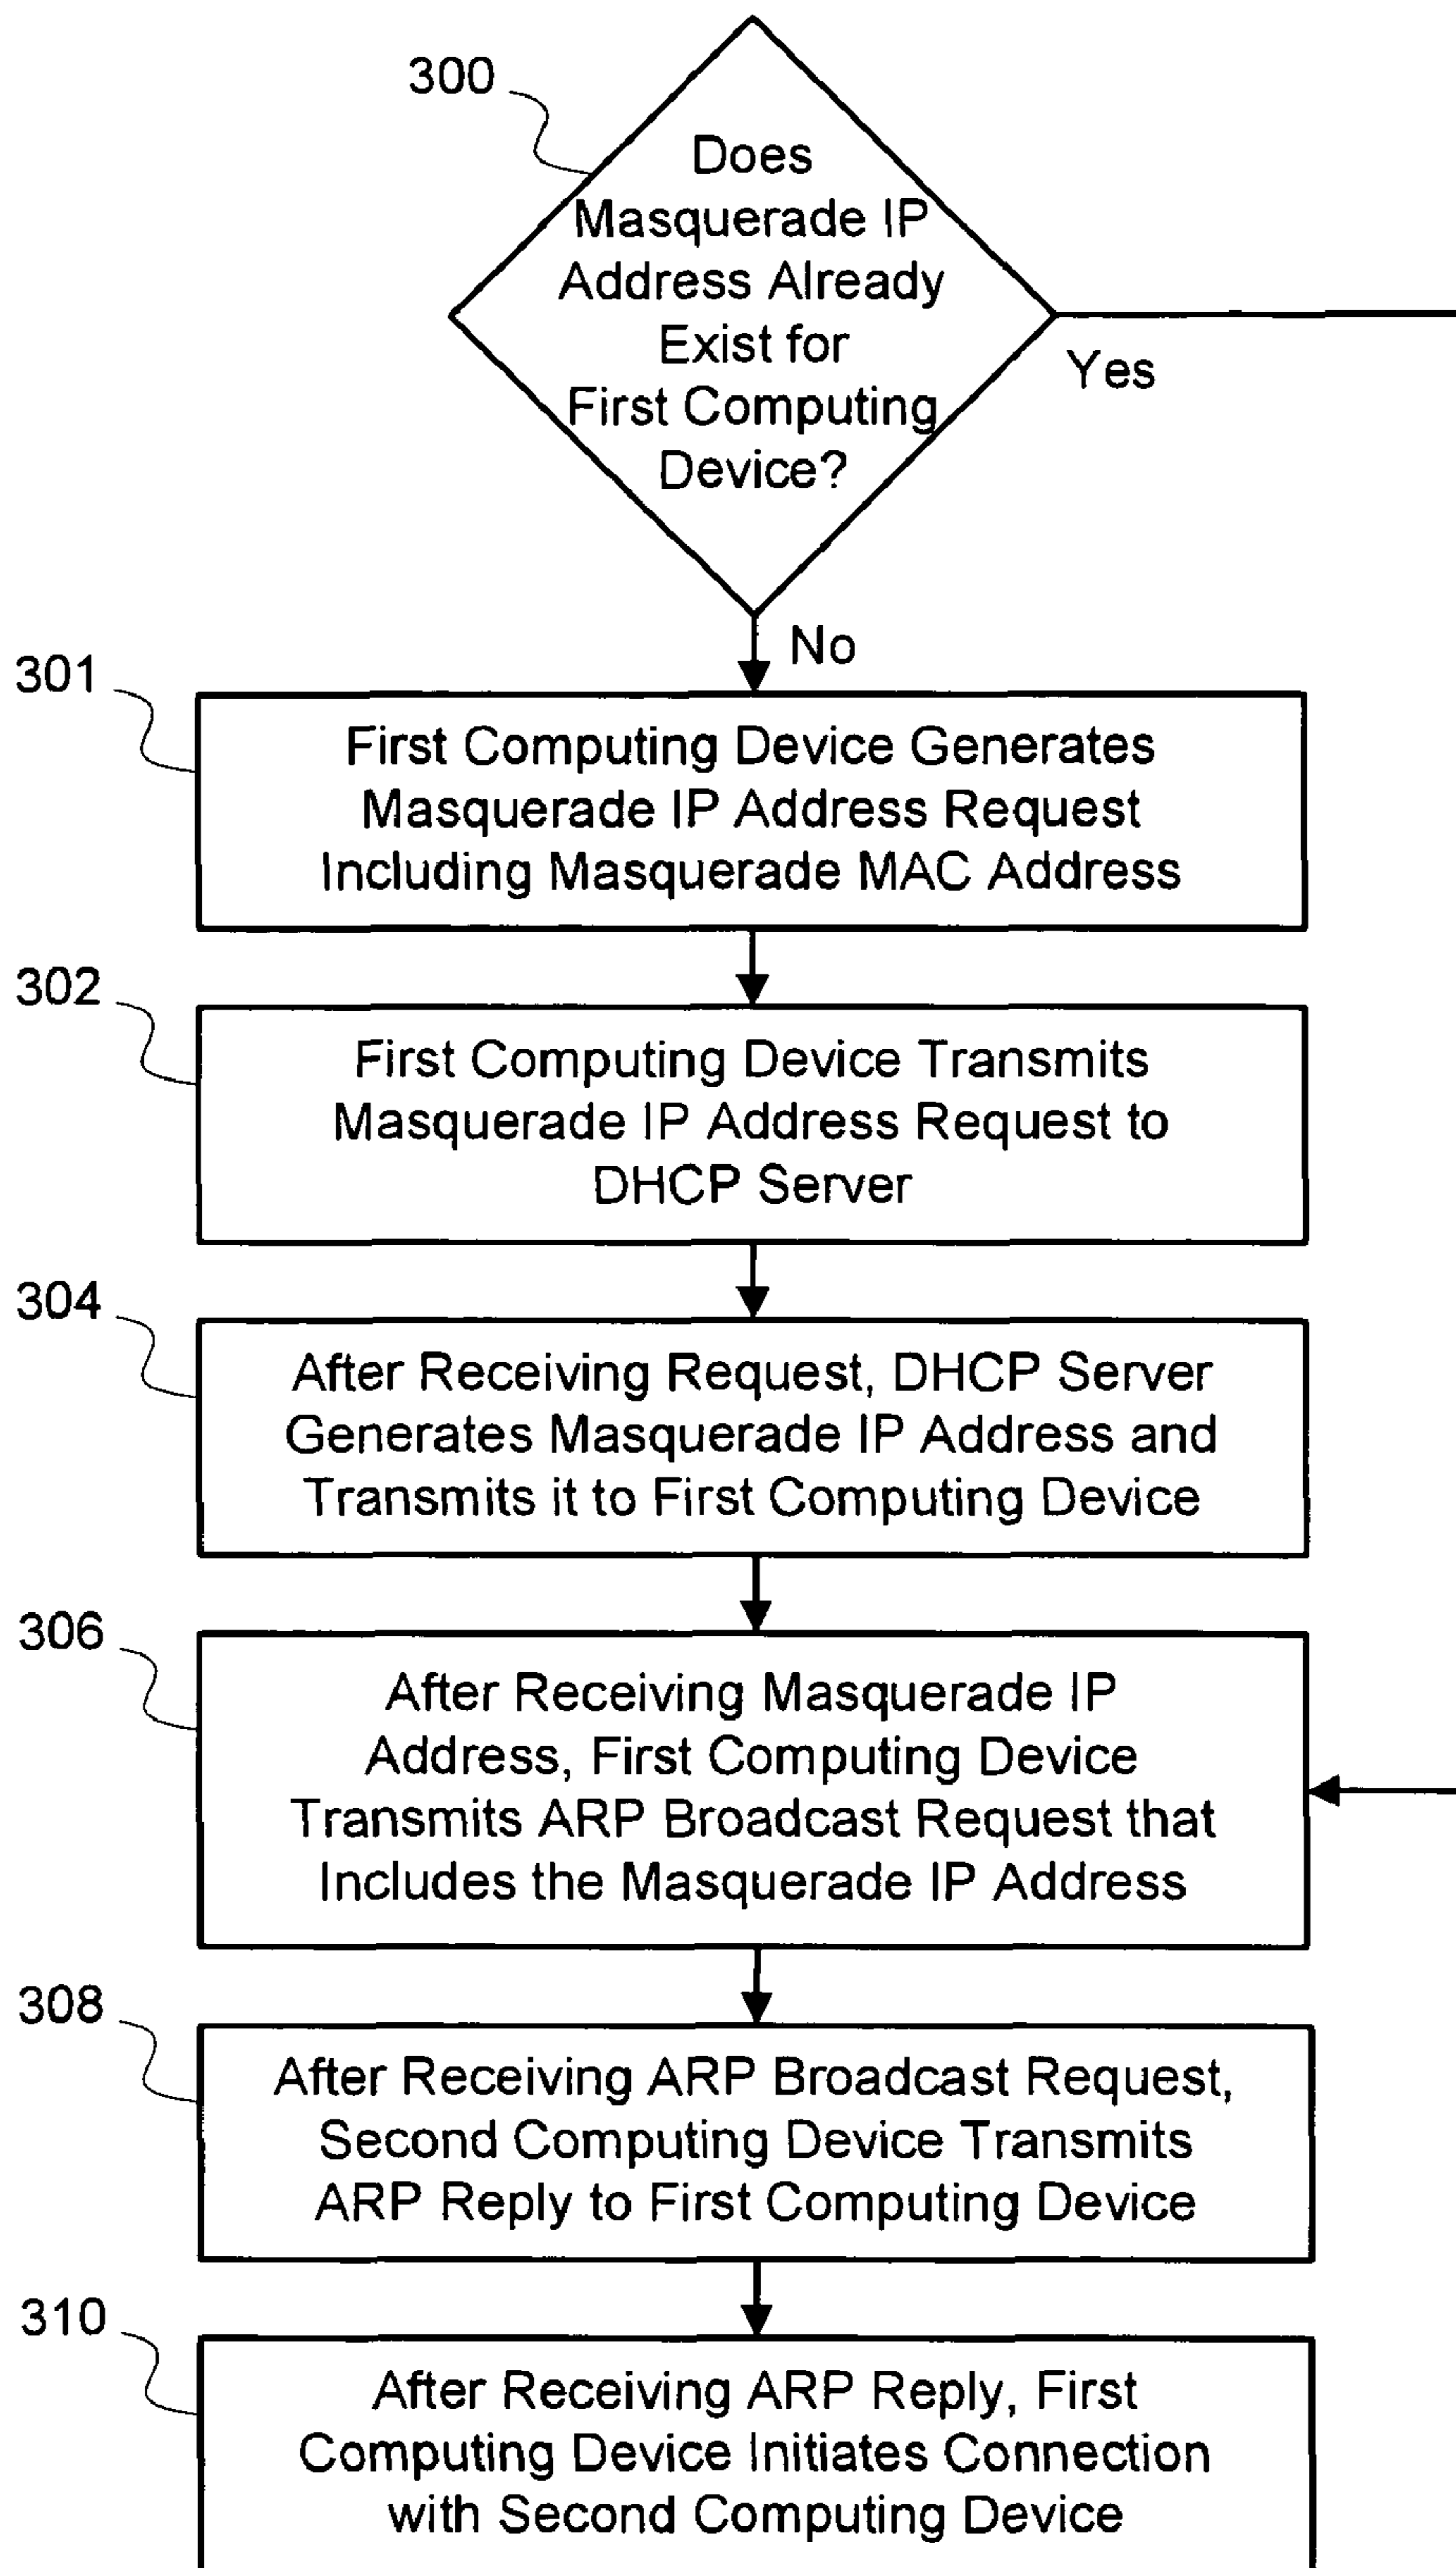 300
Does
Masquerade IP
Address Already
Exist for
First Computing
Device?
Yes
No
301
First Computing Device Generates
Masquerade IP Address Request
Including Masquerade MAC Address
302
First Computing Device Transmits
Masquerade IP Address Request to
DHCP Server
304
After Receiving Request, DHCP Server
Generates Masquerade IP Address and
Transmits it to First Computing Device
306
After Receiving Masquerade IP
Address, First Computing Device
Transmits ARP Broadcast Request that
Includes the Masquerade IP Address
308
After Receiving ARP Broadcast Request,
Second Computing Device Transmits
ARP Reply to First Computing Device
310
After Receiving ARP Reply, First
Computing Device Initiates Connection
with Second Computing Device